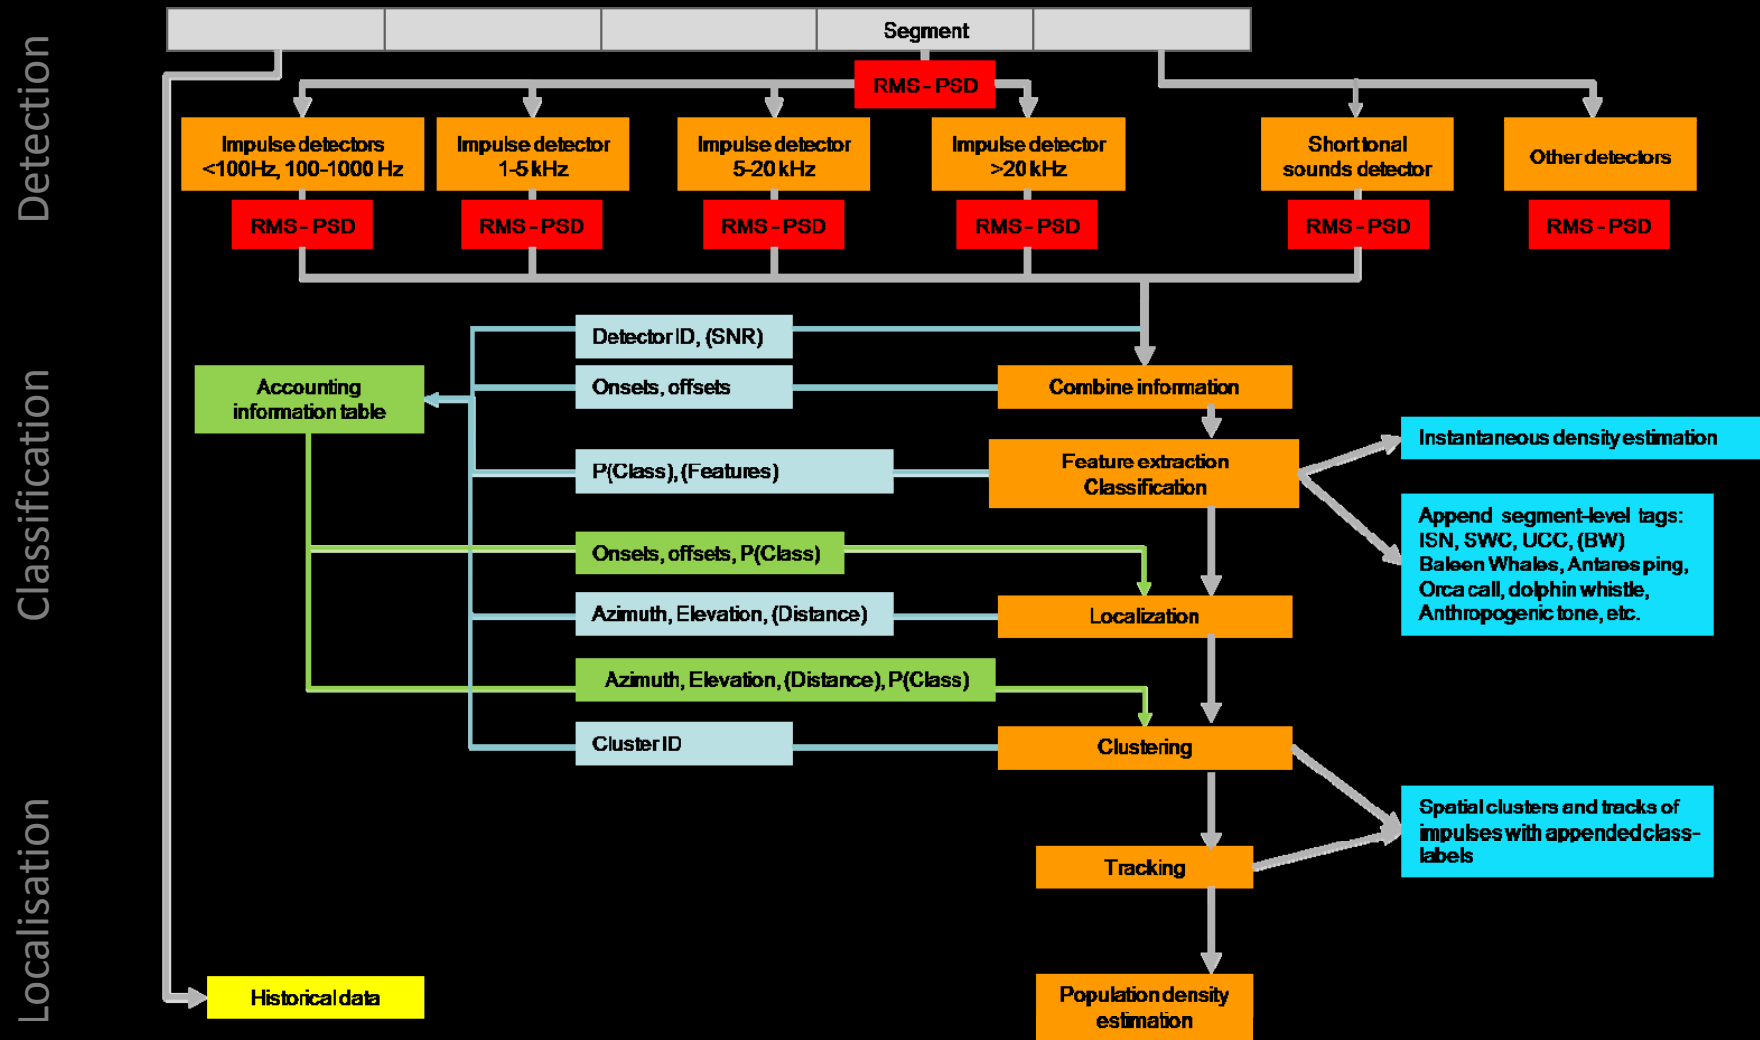 Detection
Segment
RMS - PSD
Impulse detectors
<100Hz, 100-1000 Hz
Impulse detector
1-5 kHz
Impulse detector
5-20 kHz
Impulse detector
>20 kHz
Short tonal
sounds detector
Other detectors
RMS - PSD
RMS - PSD
RMS - PSD
RMS - PSD
RMS - PSD
RMS - PSD
Classification
Detector ID, (SNR)
Accounting
information table
Onsets, offsets
Combine information
Instantaneous density estimation
P(Class), (Features)
Feature extraction
Classification
Append segment-level tags:
ISN, SWC, UCC, (BW)
Baleen Whales, Antares ping,
Orca call, dolphin whistle,
Anthropogenic tone, etc.
Onsets, offsets, P(Class)
Azimuth, Elevation, (Distance)
Localization
Azimuth, Elevation, (Distance), P(Class)
Cluster ID
Clustering
Localisation
Spatial clusters and tracks of
impulses with appended class-
labels
Tracking
Historical data
Population density
estimation